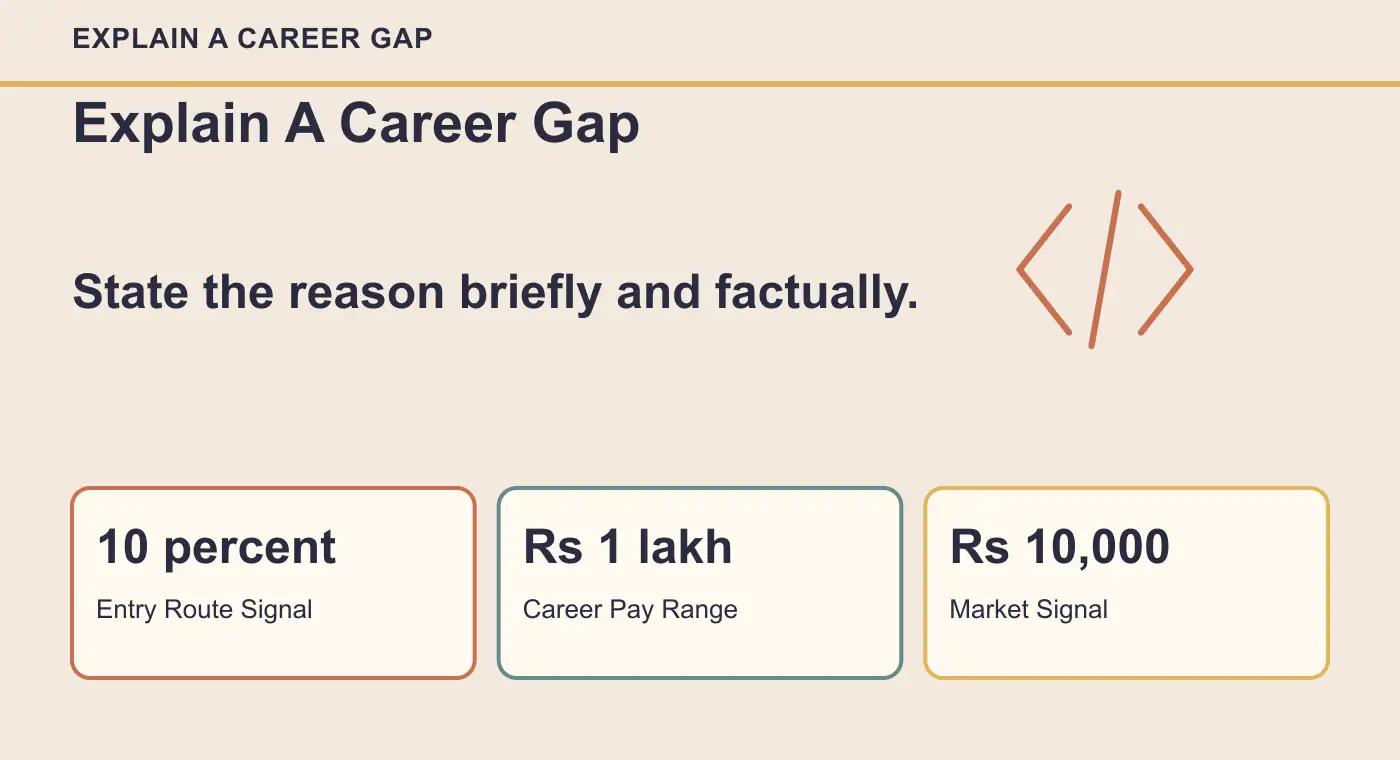 EXPLAIN A CAREER GAP
Explain A Career Gap
State the reason briefly and factually.
10 percent
Entry Route Signal
Rs 1 lakh
Career Pay Range
Rs 10,000
Market Signal